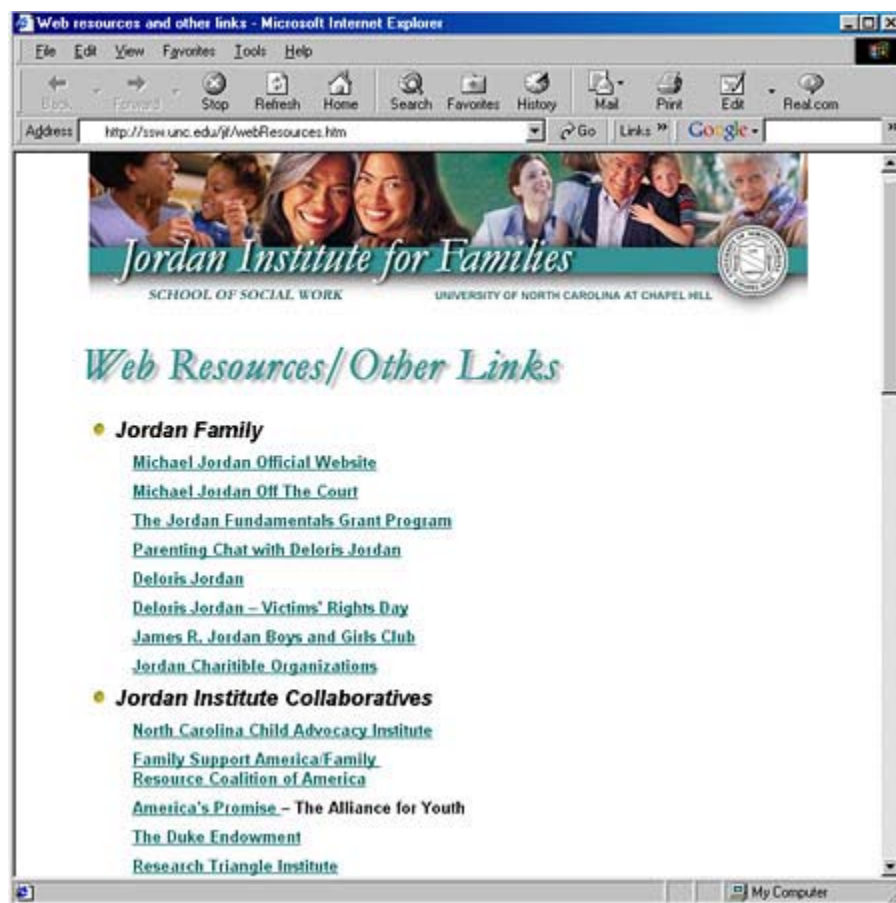 Web resources and other links - Microsoft Internet Explorer
File Edit View Favorites Tools Help
Back Forward Stop Refresh Home Search Favorites History Mail Print Edit Real.com
Address http://ssw.unc.edu/jif/webResources.htm Go Links » Google
Jordan Institute for Families
SCHOOL OF SOCIAL WORK UNIVERSITY OF NORTH CAROLINA AT CHAPEL HILL
Web Resources/Other Links
Jordan Family
Michael Jordan Official Website
Michael Jordan Off The Court
The Jordan Fundamentals Grant Program
Parenting Chat with Deloris Jordan
Deloris Jordan
Deloris Jordan – Victims' Rights Day
James R. Jordan Boys and Girls Club
Jordan Charitible Organizations
Jordan Institute Collaboratives
North Carolina Child Advocacy Institute
Family Support America/Family
Resource Coalition of America
America's Promise – The Alliance for Youth
The Duke Endowment
Research Triangle Institute
My Computer